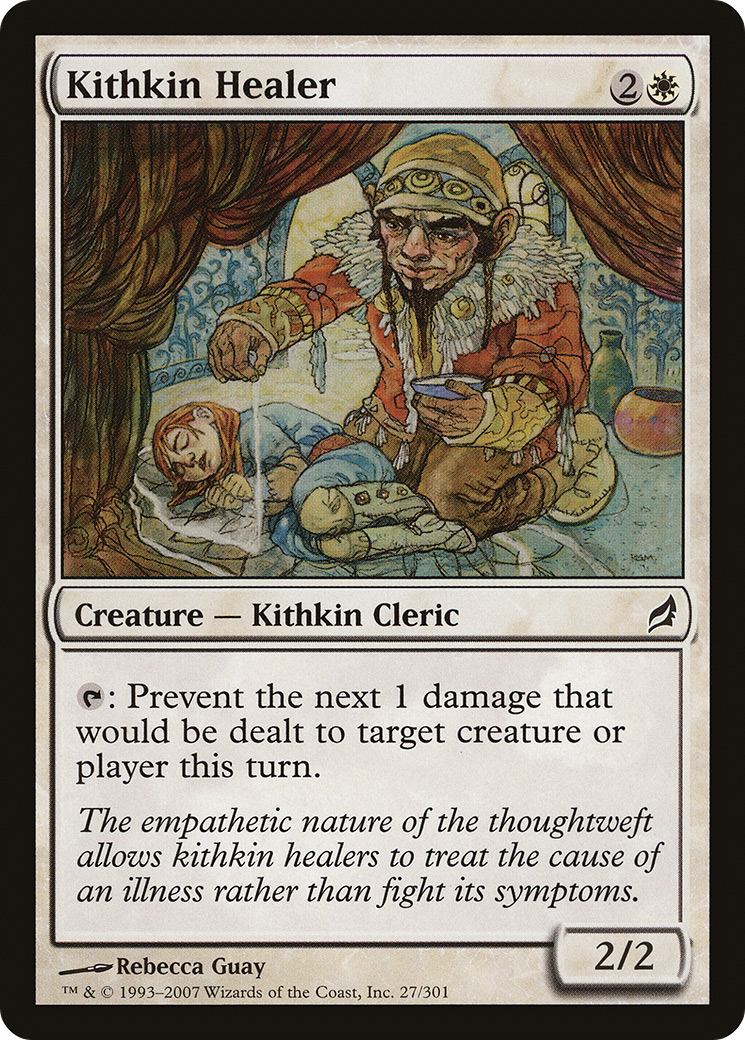 Kithkin Healer 2
RGM
Creature — Kithkin Cleric
: Prevent the next 1 damage that
would be dealt to target creature or
player this turn.
The empathetic nature of the thoughtweft
allows kithkin healers to treat the cause of
an illness rather than fight its symptoms.
2/2
Rebecca Guay
™ & © 1993–2007 Wizards of the Coast, Inc. 27/301